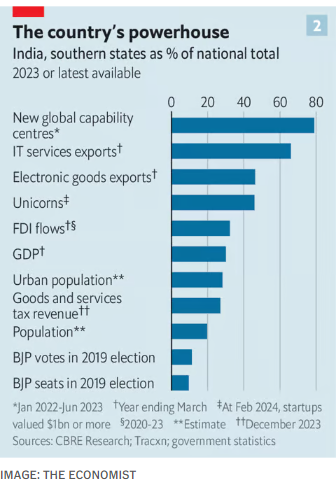 The country's powerhouse
2
India, southern states as % of national total
2023 or latest available
0 20 40 60 80
New global capability
centres*
IT services exports†
Electronic goods exports†
Unicorns‡
FDI flows†§
GDP†
Urban population**
Goods and services
tax revenue††
Population**
BJP votes in 2019 election
BJP seats in 2019 election
*Jan 2022-Jun 2023 †Year ending March ‡At Feb 2024, startups
valued $1bn or more §2020-23 **Estimate ††December 2023
Sources: CBRE Research; Tracxn; government statistics
IMAGE: THE ECONOMIST